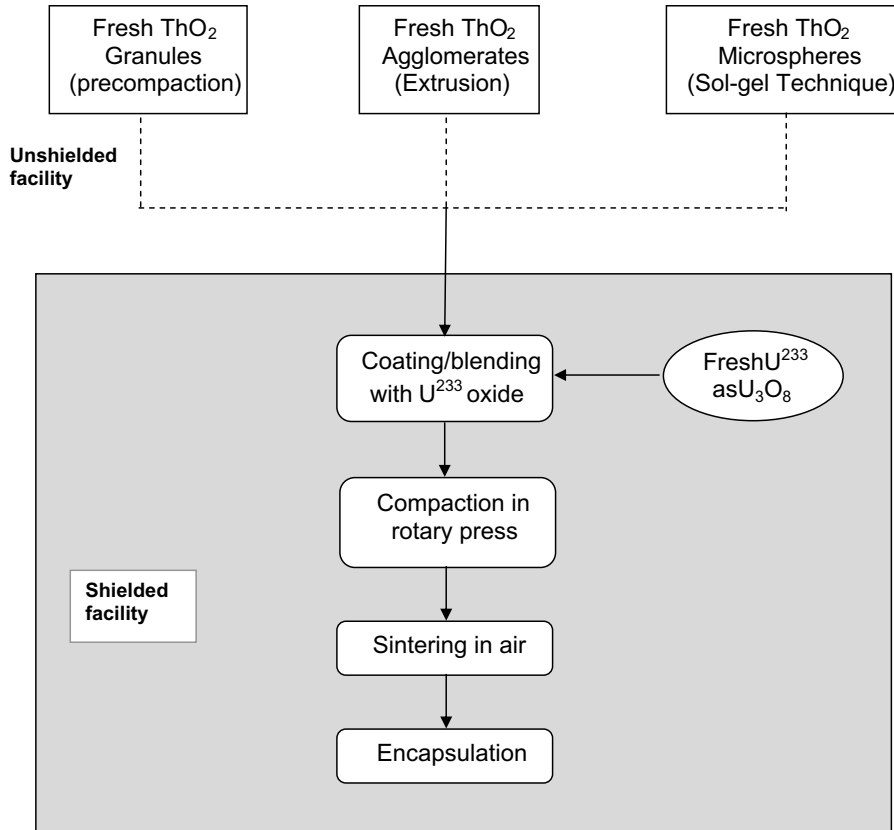 Fresh ThO₂
Granules
(precompaction)
Fresh ThO₂
Agglomerates
(Extrusion)
Fresh ThO₂
Microspheres
(Sol-gel Technique)
Unshielded
facility
Coating/blending
with U²³³ oxide
FreshU²³³
asU₃O₈
Compaction in
rotary press
Shielded
facility
Sintering in air
Encapsulation